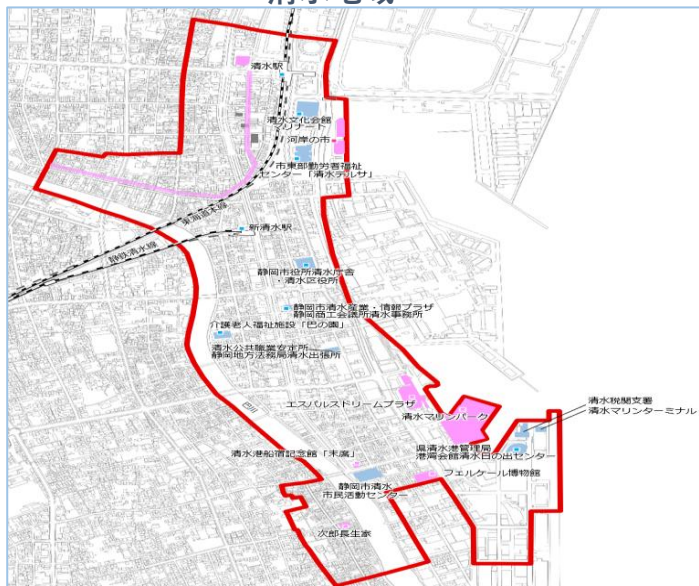 清水駅
清水文化会館
マリナート
河岸の市
市東部勤労者福祉
センター「清水テルサ」
東海道本線
新清水駅
静鉄清水線
静岡市役所清水庁舎
・清水区役所
静岡市清水産業・情報プラザ
静岡商工会議所清水事務所
介護老人福祉施設「巴の園」
清水公共職業安定所
静岡地方法務局清水出張所
エスパルスドリームプラザ
清水マリンパーク
清水税関支署
清水マリンターミナル
県清水港管理局
港湾会館清水日の出センター
清水港船宿記念館「末廣」
フェルケール博物館
静岡市清水
市民活動センター
次郎長生家